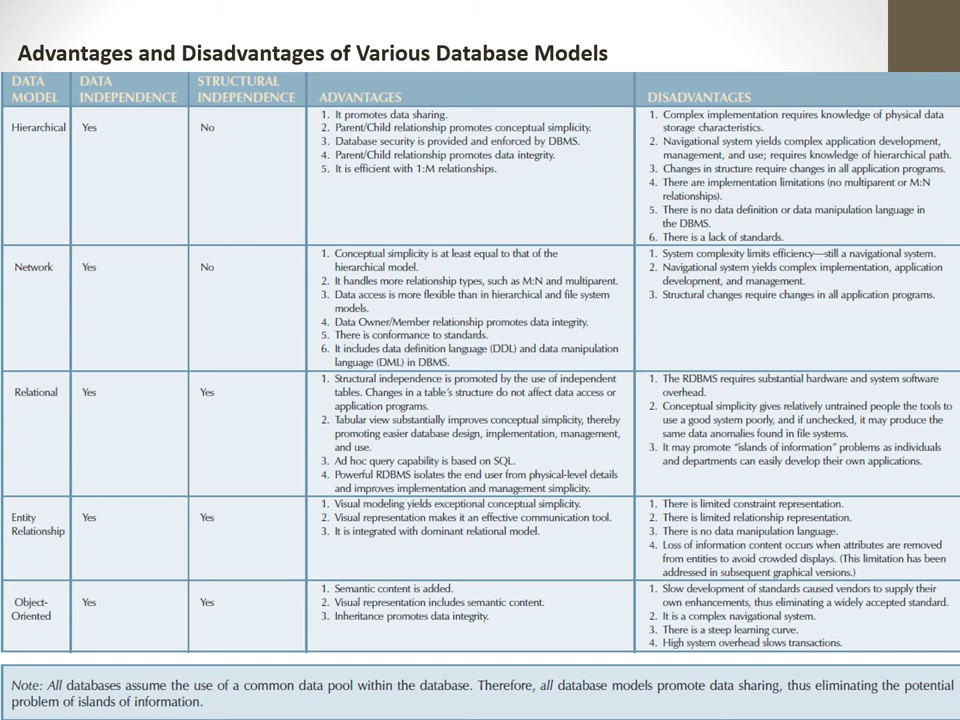 Advantages and Disadvantages of Various Database Models
DATA MODEL
DATA INDEPENDENCE
STRUCTURAL INDEPENDENCE
ADVANTAGES
DISADVANTAGES
Hierarchical
Yes
No
1. It promotes data sharing.
2. Parent/Child relationship promotes conceptual simplicity.
3. Database security is provided and enforced by DBMS.
4. Parent/Child relationship promotes data integrity.
5. It is efficient with 1:M relationships.
1. Complex implementation requires knowledge of physical data
storage characteristics.
2. Navigational system yields complex application development,
management, and use; requires knowledge of hierarchical path.
3. Changes in structure require changes in all application programs.
4. There are implementation limitations (no multiparent or M:N
relationships).
5. There is no data definition or data manipulation language in
the DBMS.
6. There is a lack of standards.
Network
Yes
No
1. Conceptual simplicity is at least equal to that of the
hierarchical model.
2. It handles more relationship types, such as M:N and multiparent.
3. Data access is more flexible than in hierarchical and file system
models.
4. Data Owner/Member relationship promotes data integrity.
5. There is conformance to standards.
6. It includes data definition language (DDL) and data manipulation
language (DML) in DBMS.
1. System complexity limits efficiency—still a navigational system.
2. Navigational system yields complex implementation, application
development, and management.
3. Structural changes require changes in all application programs.
Relational
Yes
Yes
1. Structural independence is promoted by the use of independent
tables. Changes in a table's structure do not affect data access or
application programs.
2. Tabular view substantially improves conceptual simplicity, thereby
promoting easier database design, implementation, management,
and use.
3. Ad hoc query capability is based on SQL.
4. Powerful RDBMS isolates the end user from physical-level details
and improves implementation and management simplicity.
1. The RDBMS requires substantial hardware and system software
overhead.
2. Conceptual simplicity gives relatively untrained people the tools to
use a good system poorly, and if unchecked, it may produce the
same data anomalies found in file systems.
3. It may promote "islands of information" problems as individuals
and departments can easily develop their own applications.
Entity
Relationship
Yes
Yes
1. Visual modeling yields exceptional conceptual simplicity.
2. Visual representation makes it an effective communication tool.
3. It is integrated with dominant relational model.
1. There is limited constraint representation.
2. There is limited relationship representation.
3. There is no data manipulation language.
4. Loss of information content occurs when attributes are removed
from entities to avoid crowded displays. (This limitation has been
addressed in subsequent graphical versions.)
Object-
Oriented
Yes
Yes
1. Semantic content is added.
2. Visual representation includes semantic content.
3. Inheritance promotes data integrity.
1. Slow development of standards caused vendors to supply their
own enhancements, thus eliminating a widely accepted standard.
2. It is a complex navigational system.
3. There is a steep learning curve.
4. High system overhead slows transactions.
Note: All databases assume the use of a common data pool within the database. Therefore, all database models promote data sharing, thus eliminating the potential
problem of islands of information.